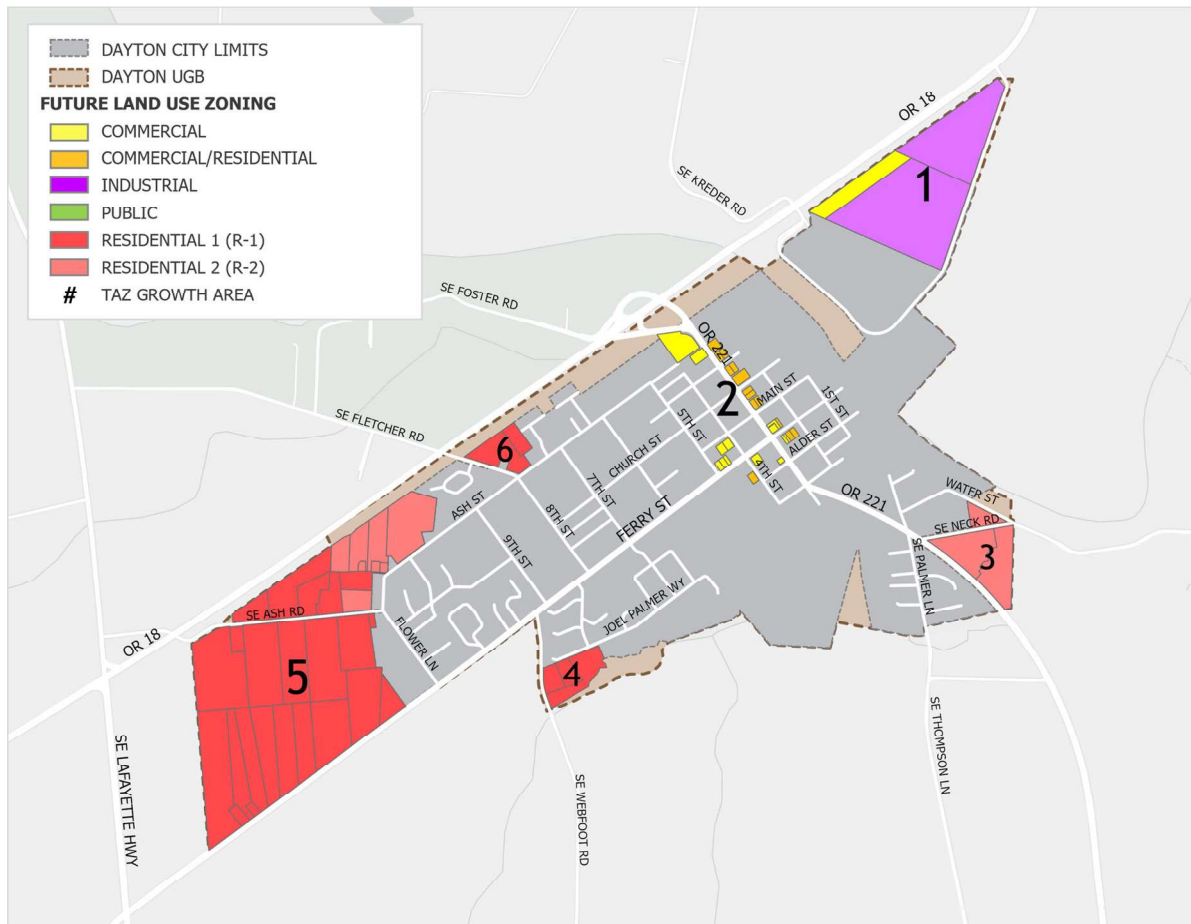 DAYTON CITY LIMITS
DAYTON UGB
FUTURE LAND USE ZONING
COMMERCIAL
COMMERCIAL/RESIDENTIAL
INDUSTRIAL
PUBLIC
RESIDENTIAL 1 (R-1)
RESIDENTIAL 2 (R-2)
# TAZ GROWTH AREA
OR 18
1
SE KREDER RD
SE FOSTER RD
OR 221
2
MAIN ST
1ST ST
5TH ST
ALDER ST
4TH ST
SE FLETCHER RD
6
CHURCH ST
7TH ST
ASH ST
8TH ST
FERRY ST
9TH ST
OR 221
WATER ST
SE NECK RD
3
SE PALMER LN
JOEL PALMER WY
SE ASH RD
FLOWER LN
OR 18
5
4
SE LAFAYETTE HWY
SE WEBFOOT RD
SE THOMPSON LN